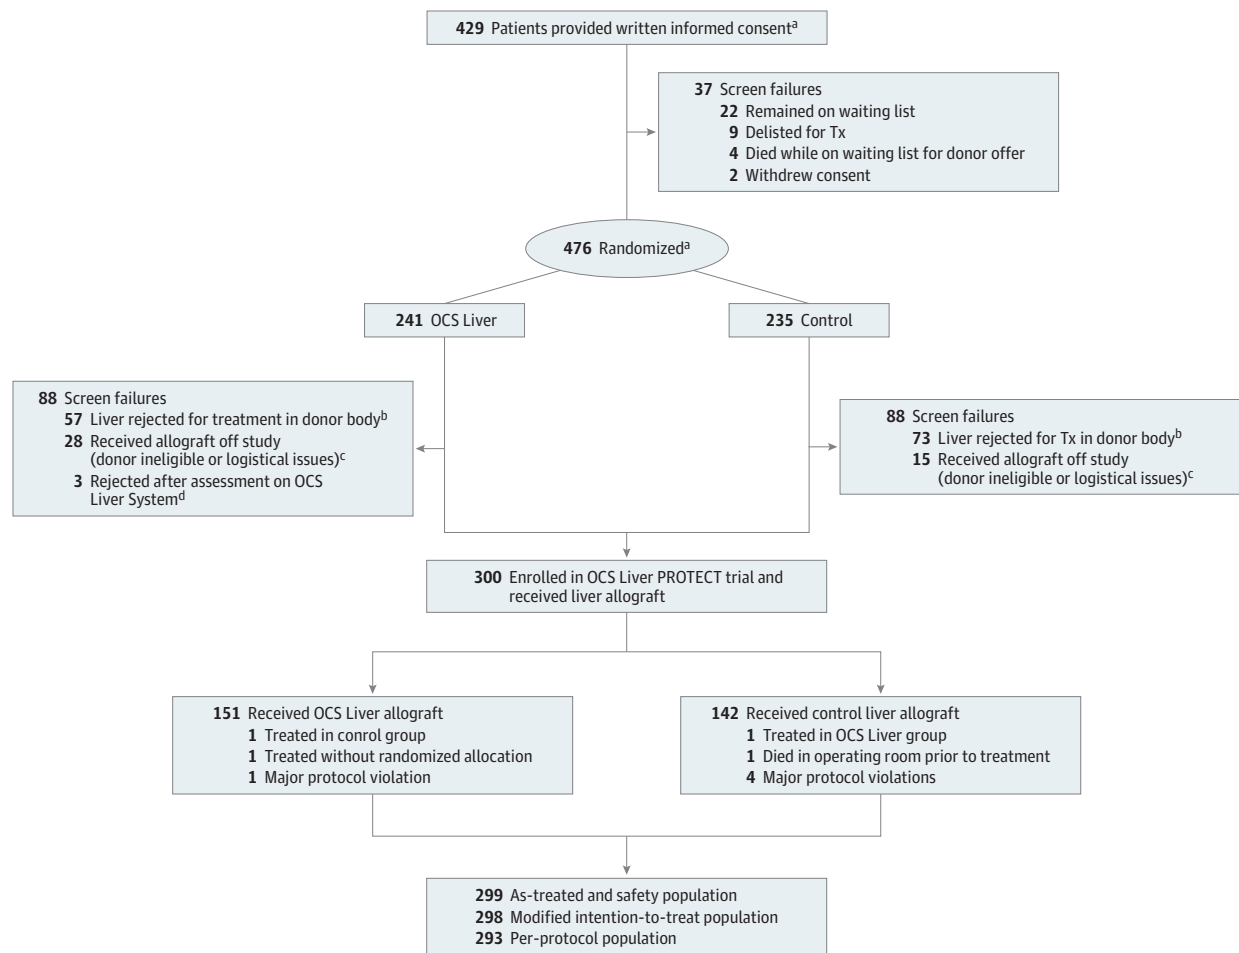 429 Patients provided written informed consentᵃ
37 Screen failures
22 Remained on waiting list
9 Delisted for Tx
4 Died while on waiting list for donor offer
2 Withdrew consent
476 Randomizedᵃ
241 OCS Liver
235 Control
88 Screen failures
57 Liver rejected for treatment in donor bodyᵇ
28 Received allograft off study
(donor ineligible or logistical issues)ᶜ
3 Rejected after assessment on OCS
Liver Systemᵈ
88 Screen failures
73 Liver rejected for Tx in donor bodyᵇ
15 Received allograft off study
(donor ineligible or logistical issues)ᶜ
300 Enrolled in OCS Liver PROTECT trial and
received liver allograft
151 Received OCS Liver allograft
1 Treated in conrol group
1 Treated without randomized allocation
1 Major protocol violation
142 Received control liver allograft
1 Treated in OCS Liver group
1 Died in operating room prior to treatment
4 Major protocol violations
299 As-treated and safety population
298 Modified intention-to-treat population
293 Per-protocol population